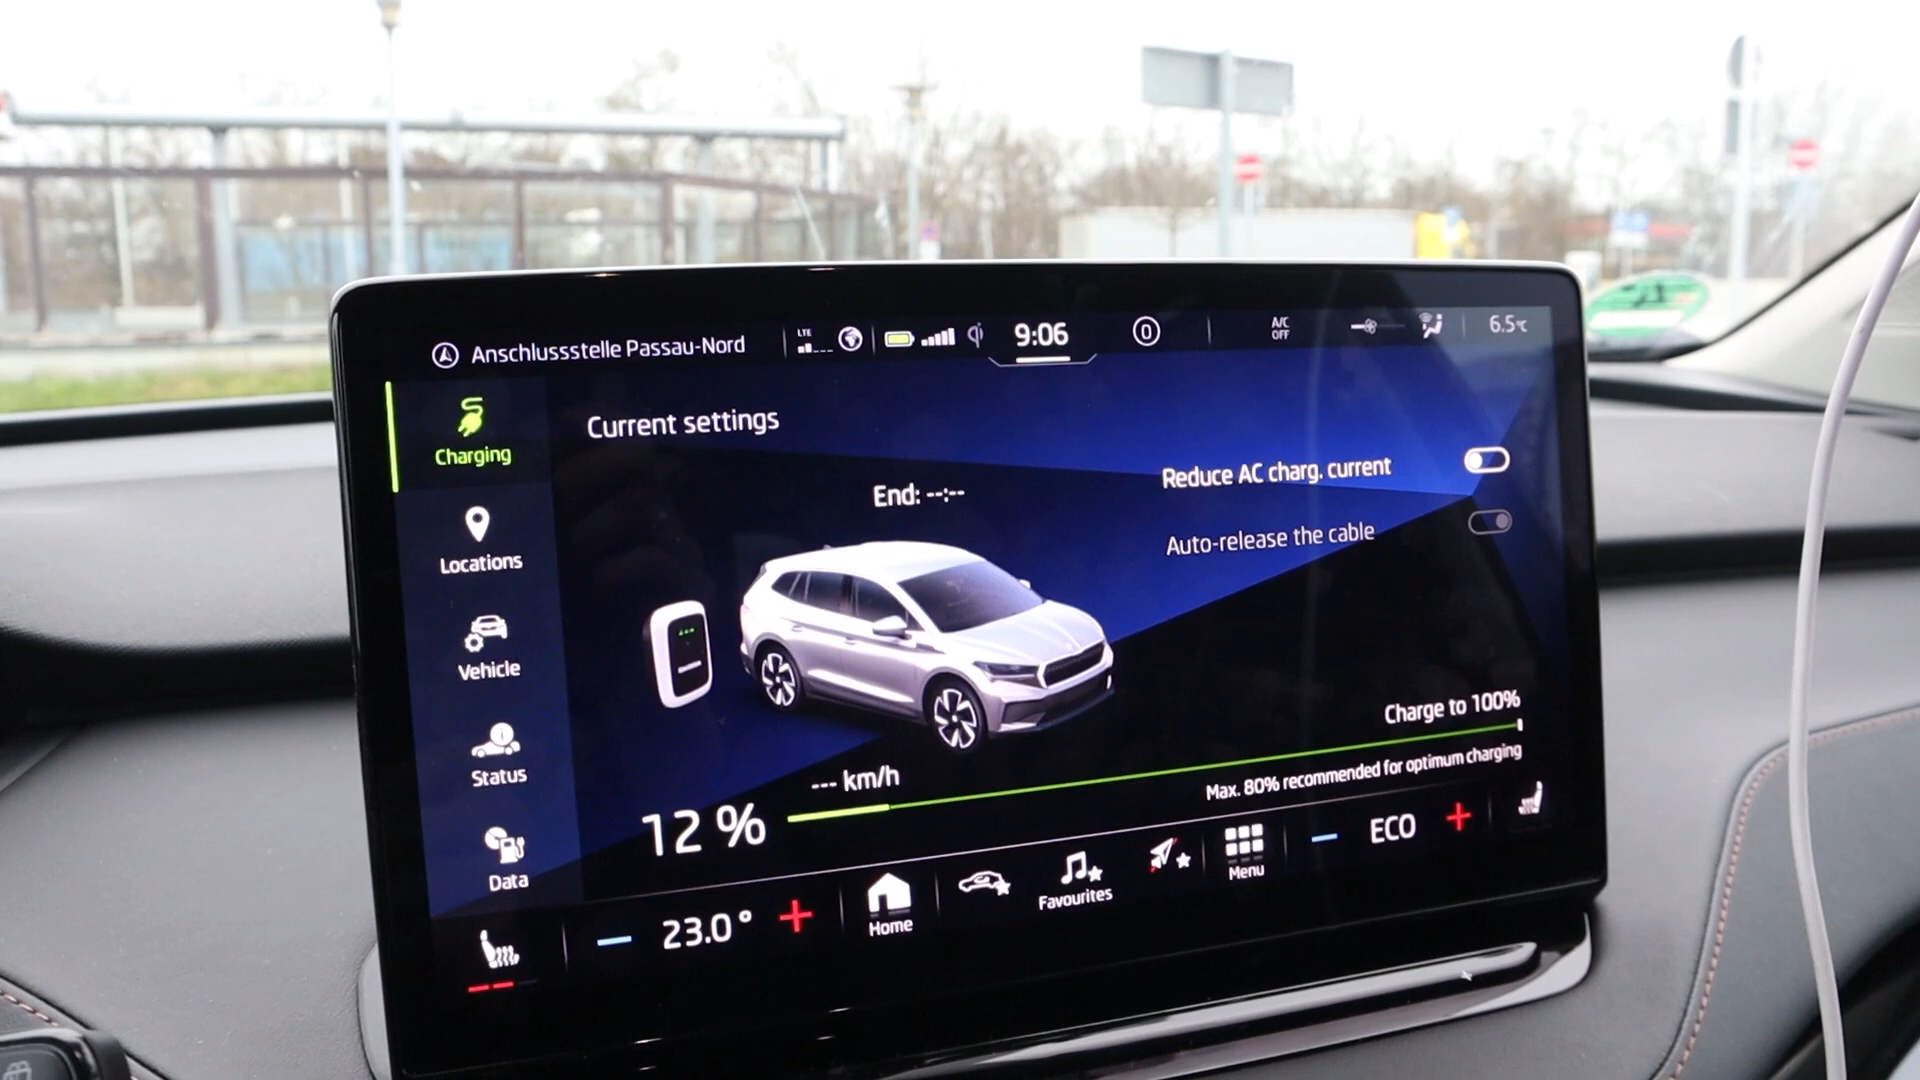 Anschlussstelle Passau-Nord
LTE
9:06
0
A/C
OFF
6.5°C
Charging
Locations
Vehicle
Status
Data
Current settings
End: --:--
Reduce AC charg. current
Auto-release the cable
Charge to 100%
Max. 80% recommended for optimum charging
--- km/h
12 %
23.0°
Home
Favourites
Menu
ECO